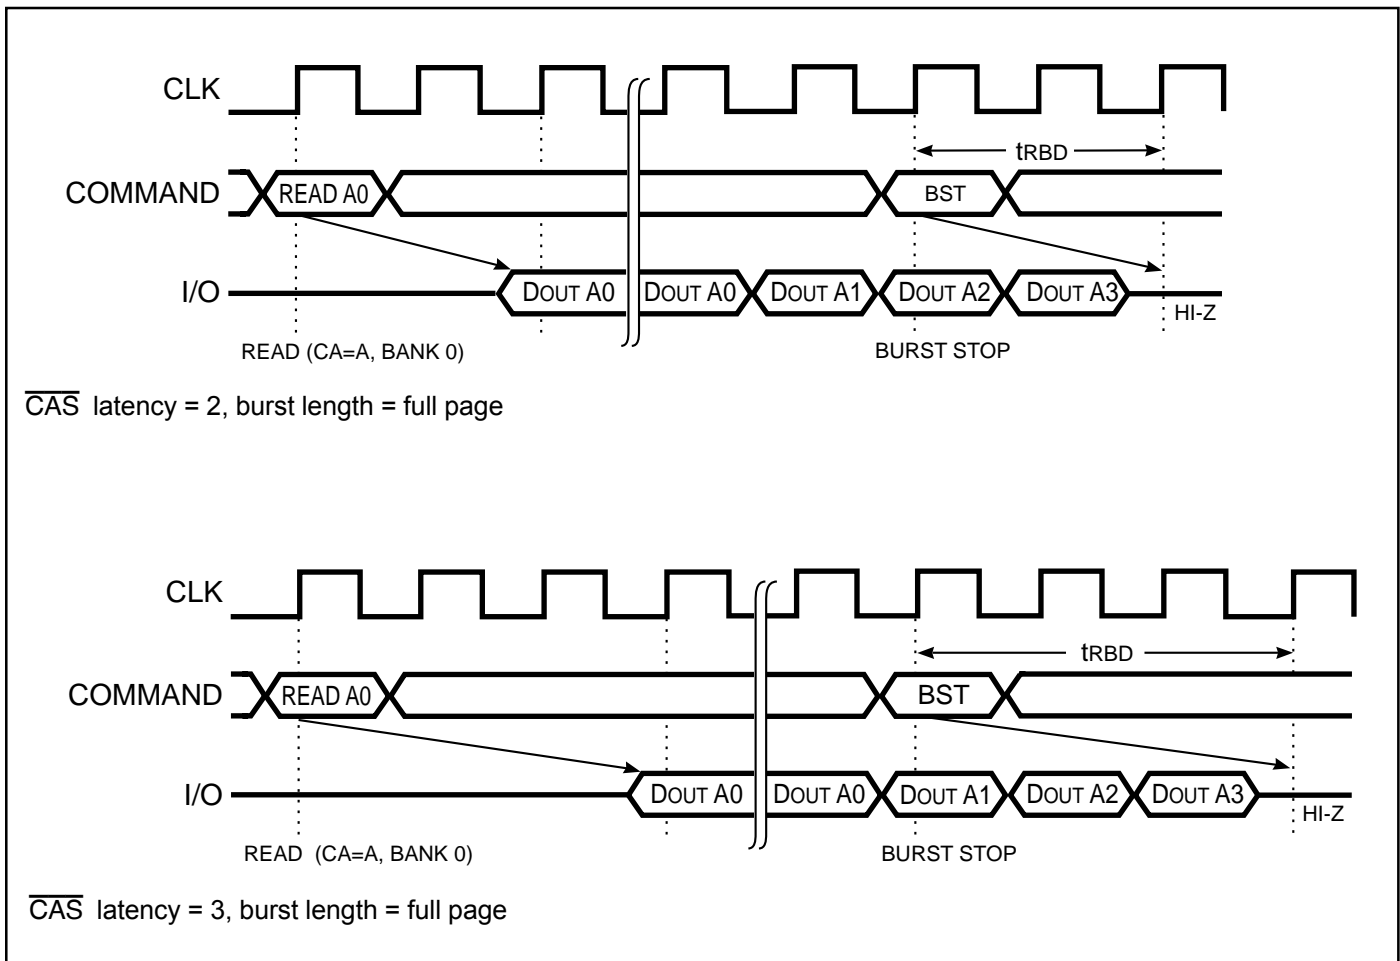 CLK
tRBD
COMMAND READ A0 BST
I/O DOUT A0 DOUT A0 DOUT A1 DOUT A2 DOUT A3 HI-Z
READ (CA=A, BANK 0) BURST STOP
CAS latency = 2, burst length = full page
CLK
tRBD
COMMAND READ A0 BST
I/O DOUT A0 DOUT A0 DOUT A1 DOUT A2 DOUT A3 HI-Z
READ (CA=A, BANK 0) BURST STOP
CAS latency = 3, burst length = full page